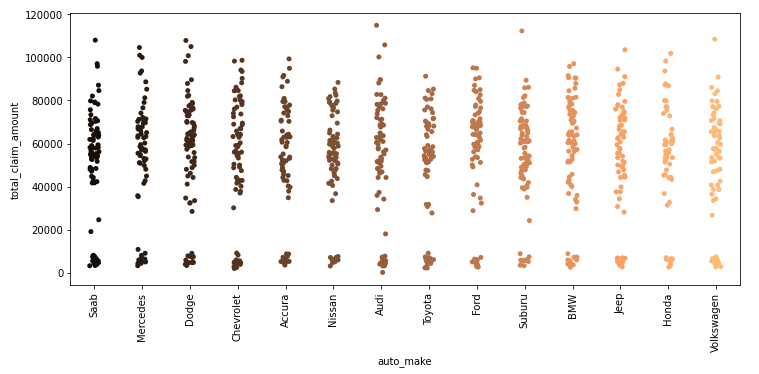 120000
100000
80000
60000
40000
20000
0
total_claim_amount
Saab
Mercedes
Dodge
Chevrolet
Accura
Nissan
Audi
Toyota
Ford
Suburu
BMW
Jeep
Honda
Volkswagen
auto_make